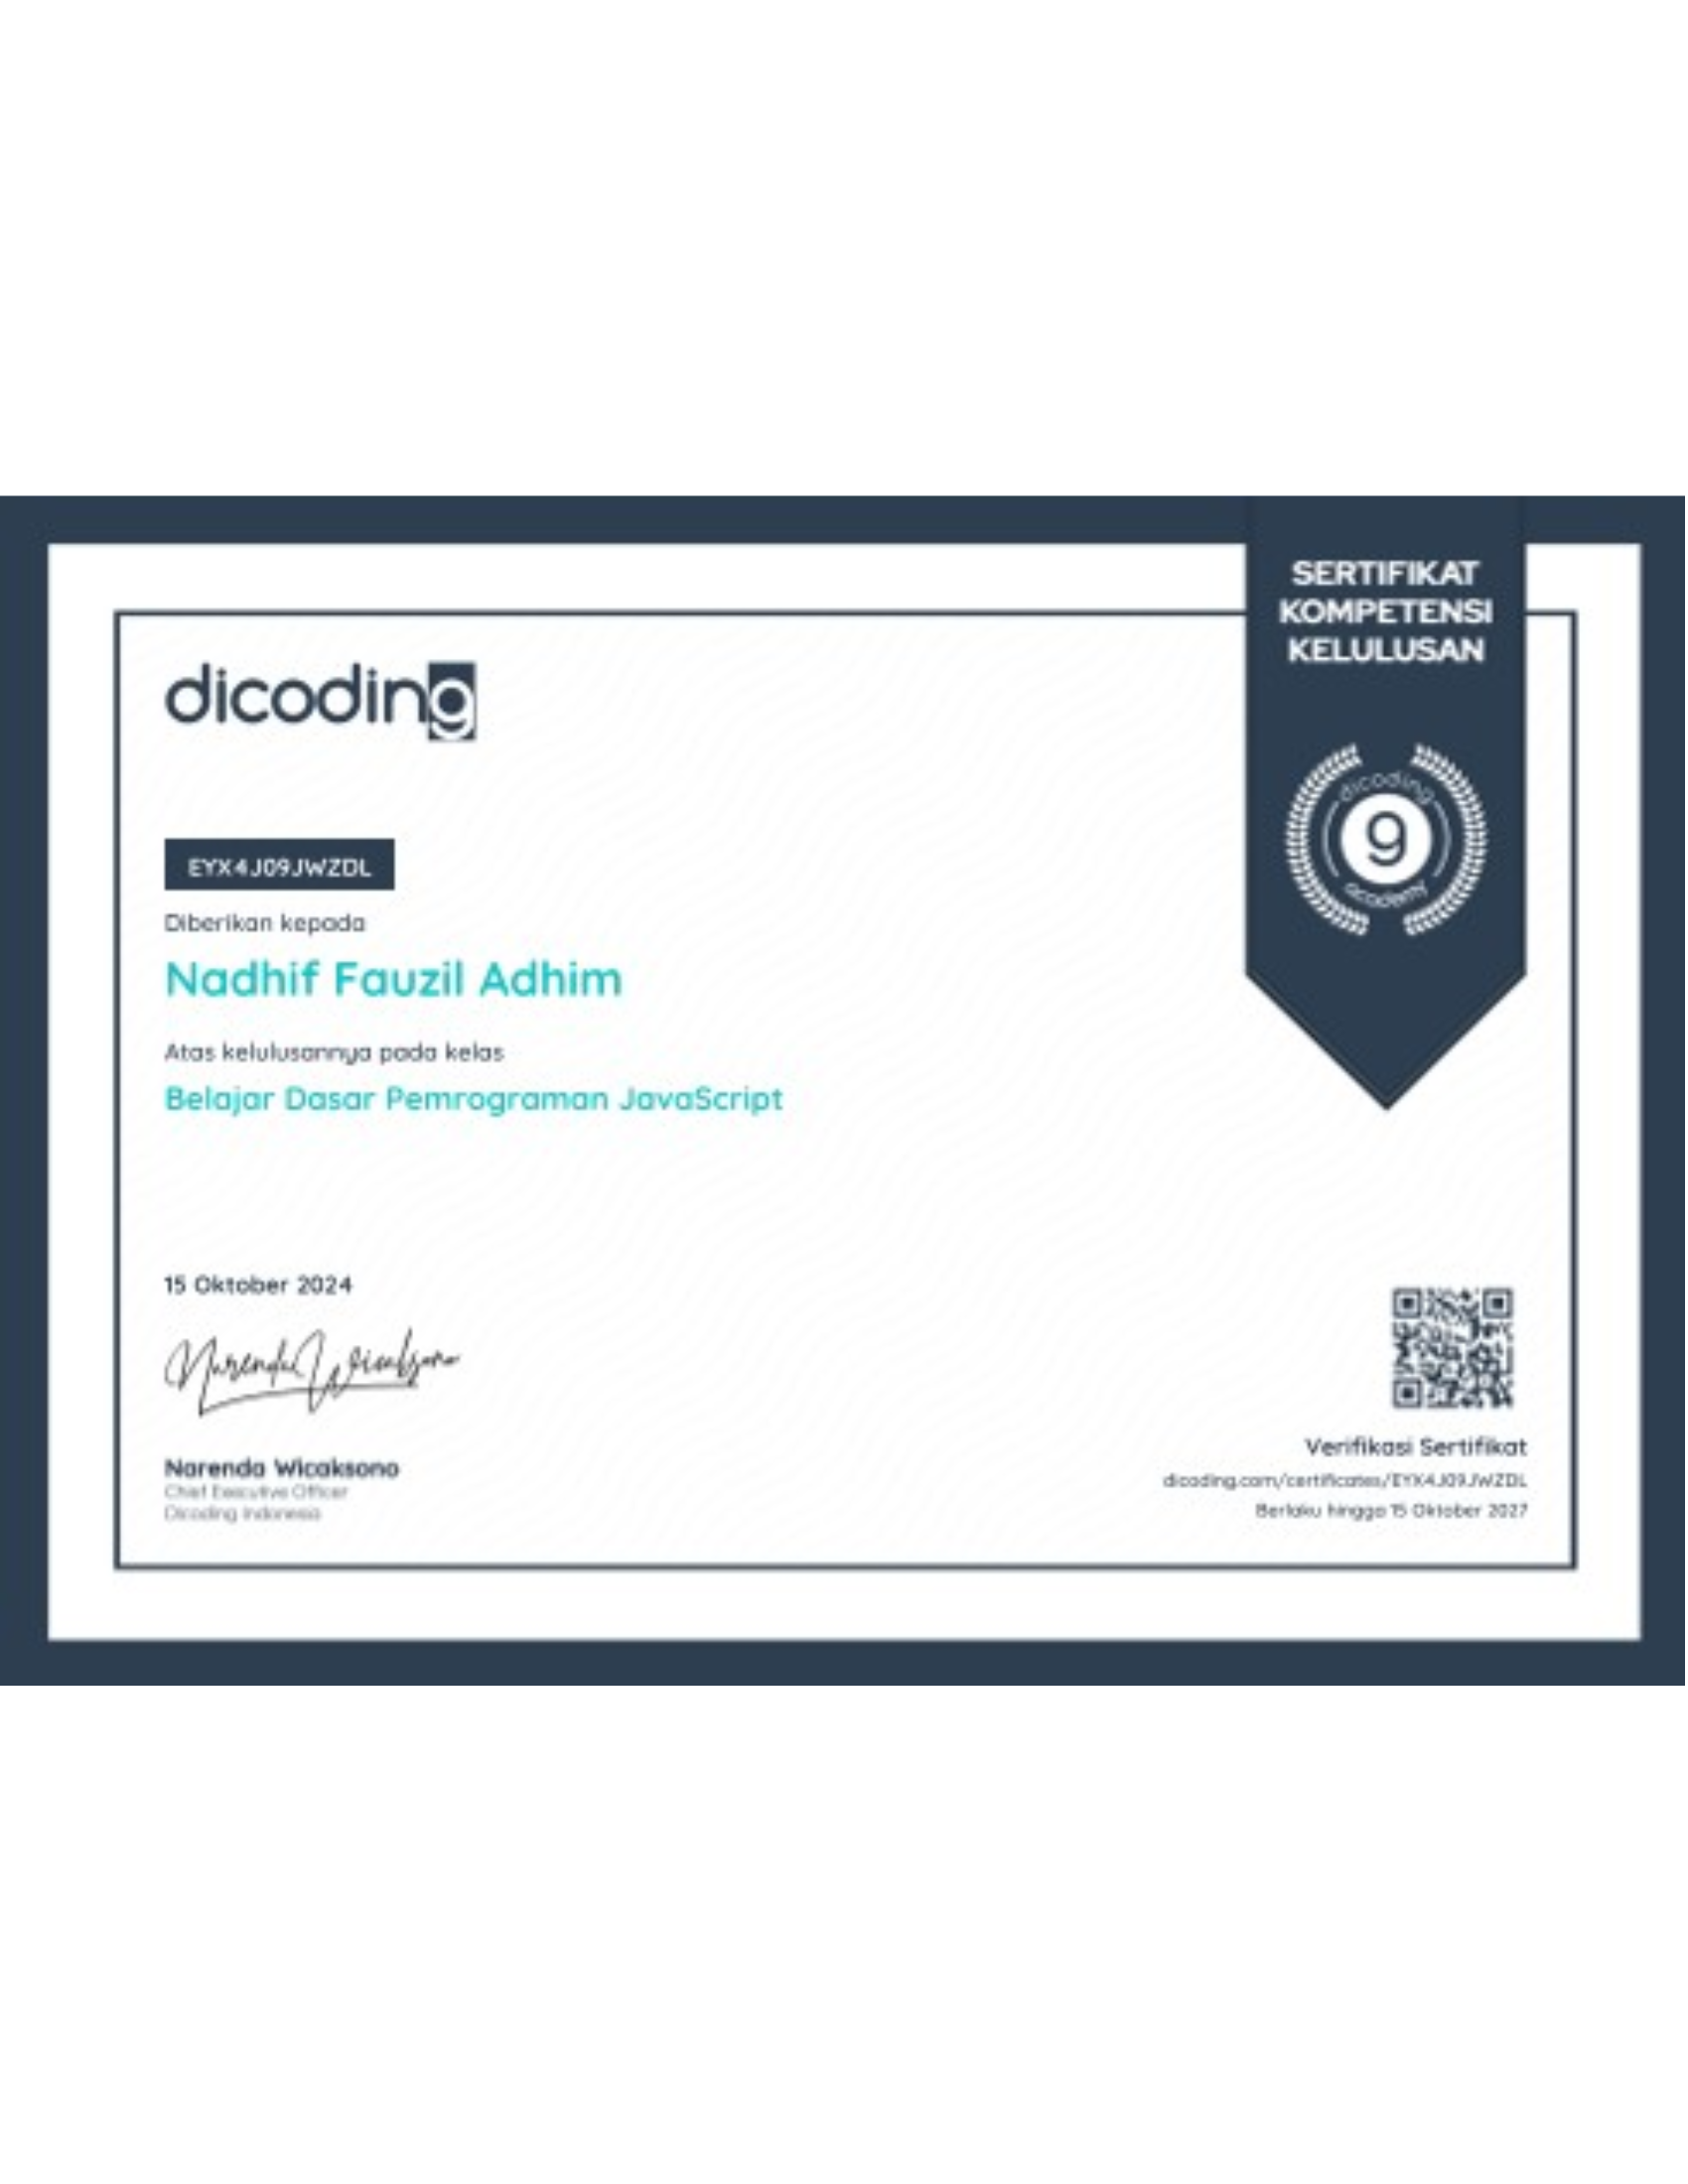 SERTIFIKAT
KOMPETENSI
KELULUSAN
dicoding
dicoding
9
academy
EYX4J09JWZDL
Diberikan kepada
Nadhif Fauzil Adhim
Atas kelulusannya pada kelas
Belajar Dasar Pemrograman JavaScript
15 Oktober 2024
Narenda Wicaksono
Narenda Wicaksono
Chief Executive Officer
Dicoding Indonesia
Verifikasi Sertifikat
dicoding.com/certificates/EYX4J09JWZDL
Berlaku hingga 15 Oktober 2027